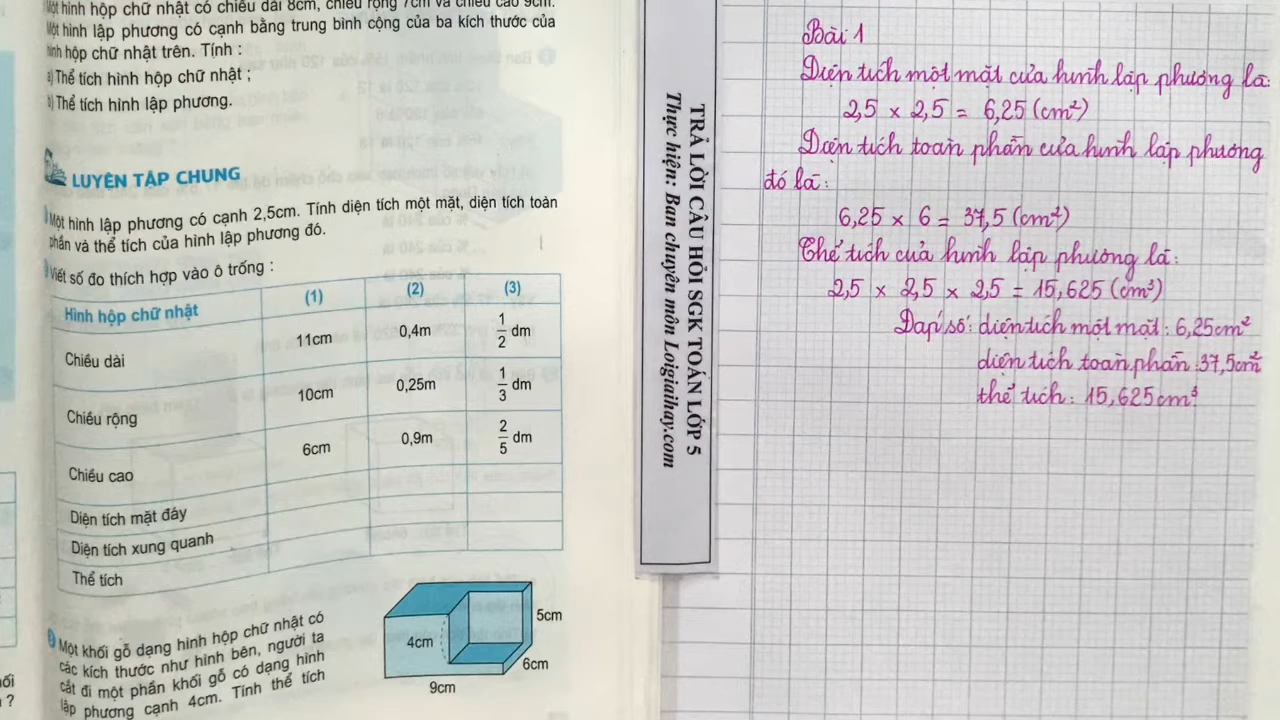 Một hình hộp chữ nhật có chiều dài 8cm, chiều rộng 7cm và chiều cao 9cm.
Một hình lập phương có cạnh bằng trung bình cộng của ba kích thước của
hình hộp chữ nhật trên. Tính :
a) Thể tích hình hộp chữ nhật ;
b) Thể tích hình lập phương.
LUYỆN TẬP CHUNG
Một hình lập phương có cạnh 2,5cm. Tính diện tích một mặt, diện tích toàn
phần và thể tích của hình lập phương đó.
Viết số đo thích hợp vào ô trống :
Hình hộp chữ nhật (1) (2) (3)
Chiều dài 11cm 0,4m 1/2 dm
Chiều rộng 10cm 0,25m 1/3 dm
Chiều cao 6cm 0,9m 2/5 dm
Diện tích mặt đáy
Diện tích xung quanh
Thể tích
Một khối gỗ dạng hình hộp chữ nhật có
các kích thước như hình bên, người ta
cắt đi một phần khối gỗ có dạng hình
lập phương cạnh 4cm. Tính thể tích
4cm
5cm
6cm
9cm
TRẢ LỜI CÂU HỎI SGK TOÁN LỚP 5
Thực hiện: Ban chuyên môn Loigiaihay.com
Bài 1
Diện tích một mặt của hình lập phương là:
2,5 × 2,5 = 6,25 (cm²)
Diện tích toàn phần của hình lập phương
đó là:
6,25 × 6 = 37,5 (cm²)
Thể tích của hình lập phương là:
2,5 × 2,5 × 2,5 = 15,625 (cm³)
Đáp số: diện tích một mặt: 6,25cm²
diện tích toàn phần: 37,5cm²
thể tích: 15,625cm³